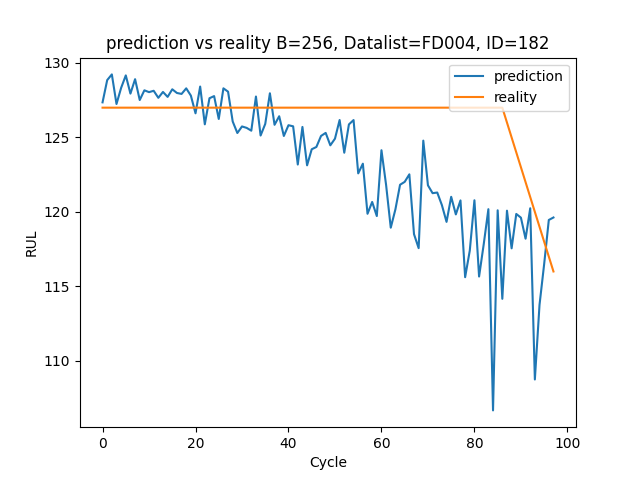 prediction vs reality B=256, Datalist=FD004, ID=182
prediction
reality
130
125
120
115
110
RUL
0 20 40 60 80 100
Cycle